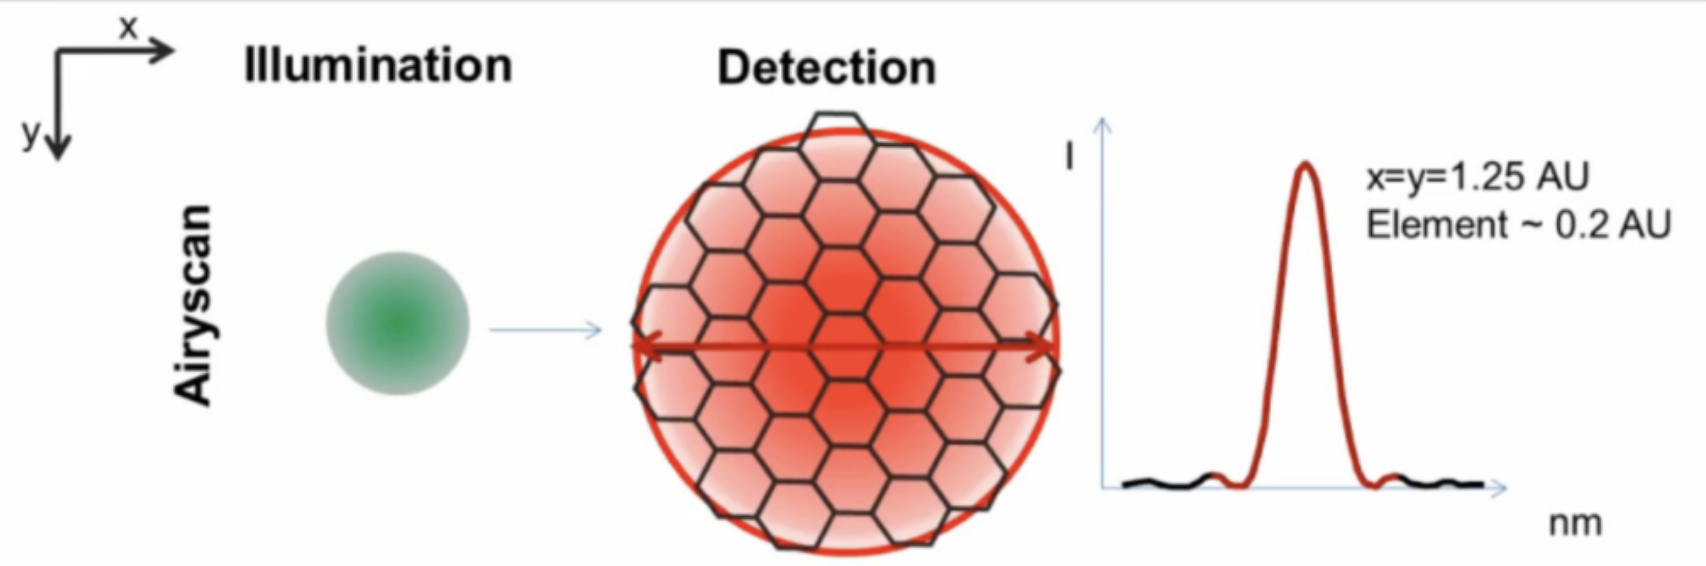 x
y
Illumination
Detection
Airyscan
I
x=y=1.25 AU
Element ~ 0.2 AU
nm